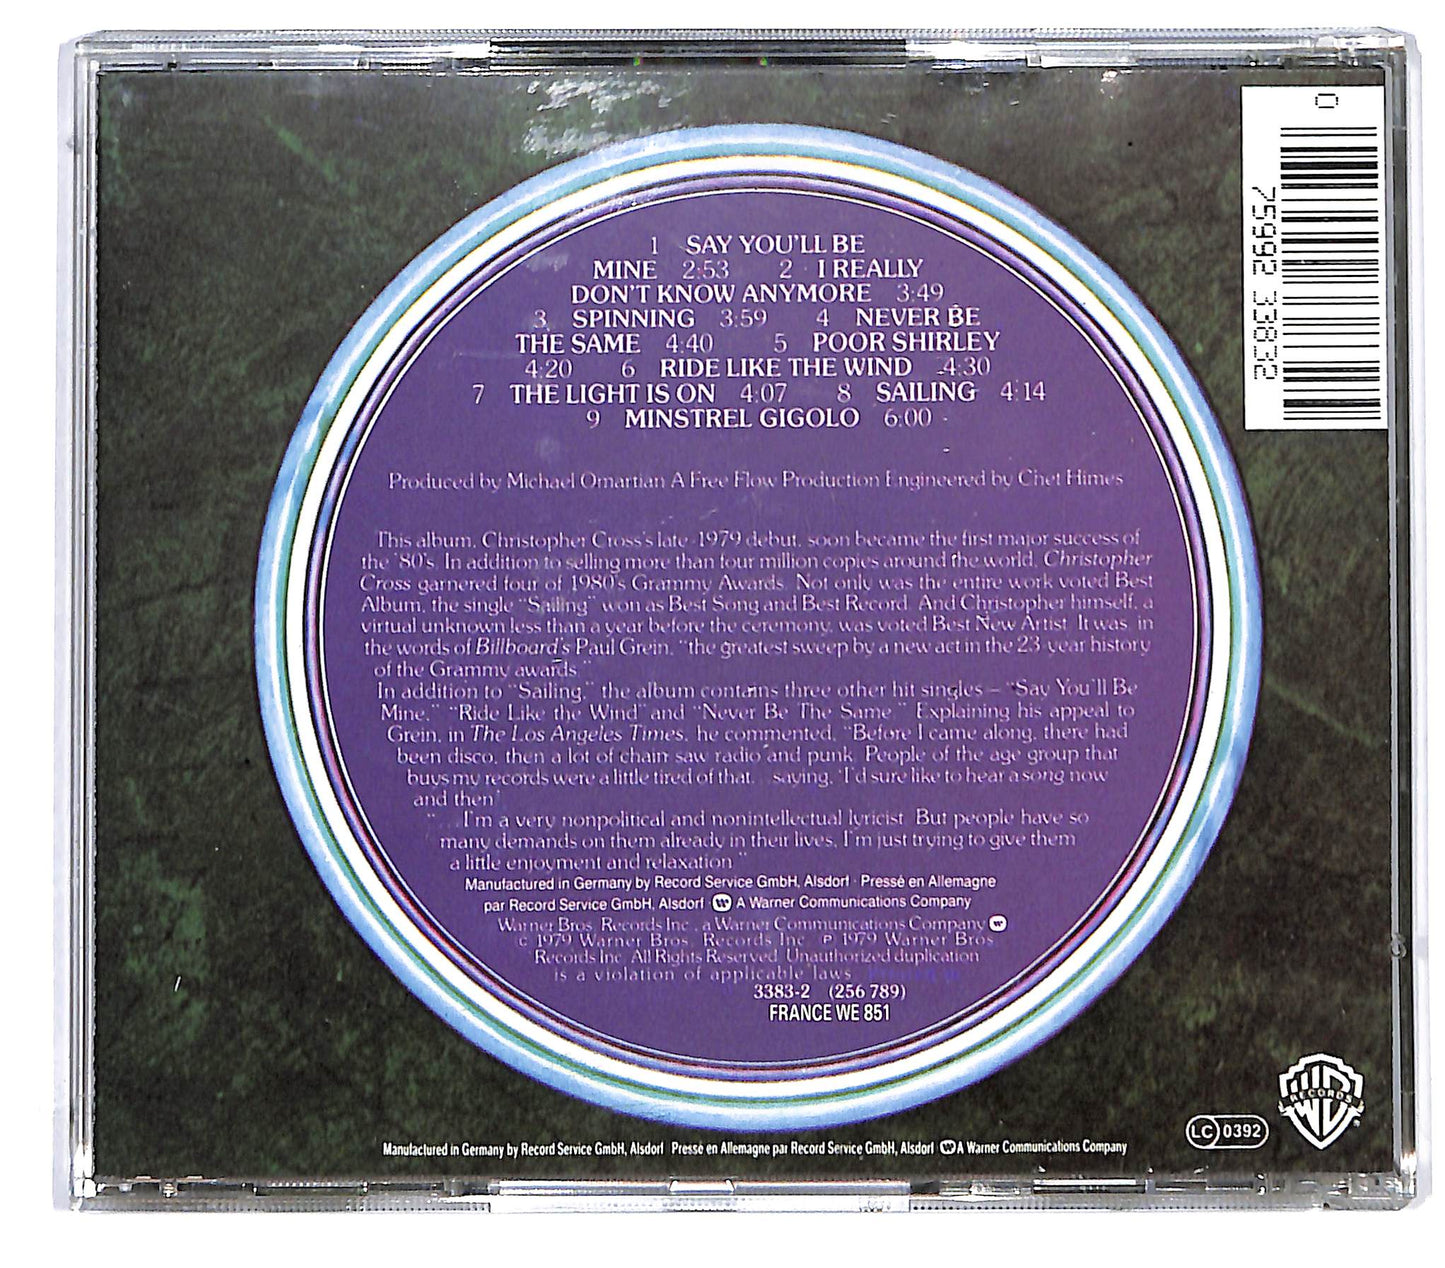 1 SAY YOU'LL BE
MINE 2:53 2 I REALLY
DON'T KNOW ANYMORE 3:49
3 SPINNING 3:59 4 NEVER BE
THE SAME 4:40 5 POOR SHIRLEY
4:20 6 RIDE LIKE THE WIND 4:30
7 THE LIGHT IS ON 4:07 8 SAILING 4:14
9 MINSTREL GIGOLO 6:00
Produced by Michael Omartian A Free Flow Production Engineered by Chet Himes
This album, Christopher Cross's late-1979 debut, soon became the first major success of
the '80's. In addition to selling more than four million copies around the world, Christopher
Cross garnered four of 1980's Grammy Awards. Not only was the entire work voted Best
Album, the single "Sailing" won as Best Song and Best Record. And Christopher himself, a
virtual unknown less than a year before the ceremony, was voted Best New Artist. It was, in
the words of Billboard's Paul Grein, "the greatest sweep by a new act in the 23-year history
of the Grammy awards."
In addition to "Sailing," the album contains three other hit singles – "Say You'll Be
Mine," "Ride Like the Wind" and "Never Be The Same." Explaining his appeal to
Grein, in The Los Angeles Times, he commented, "Before I came along, there had
been disco, then a lot of chain saw radio and punk. People of the age group that
buys my records were a little tired of that... saying, 'I'd sure like to hear a song now
and then'
"...I'm a very nonpolitical and nonintellectual lyricist. But people have so
many demands on them already in their lives, I'm just trying to give them
a little enjoyment and relaxation."
Manufactured in Germany by Record Service GmbH, Alsdorf · Pressé en Allemagne
par Record Service GmbH, Alsdorf · A Warner Communications Company
Warner Bros. Records Inc., a Warner Communications Company
© 1979 Warner Bros. Records Inc. ℗ 1979 Warner Bros.
Records Inc. All Rights Reserved. Unauthorized duplication
is a violation of applicable laws.
3383-2 (256 789)
FRANCE WE 851
0 75992 33832
WB RECORDS ®
LC 0392
Manufactured in Germany by Record Service GmbH, Alsdorf · Pressé en Allemagne par Record Service GmbH, Alsdorf · A Warner Communications Company